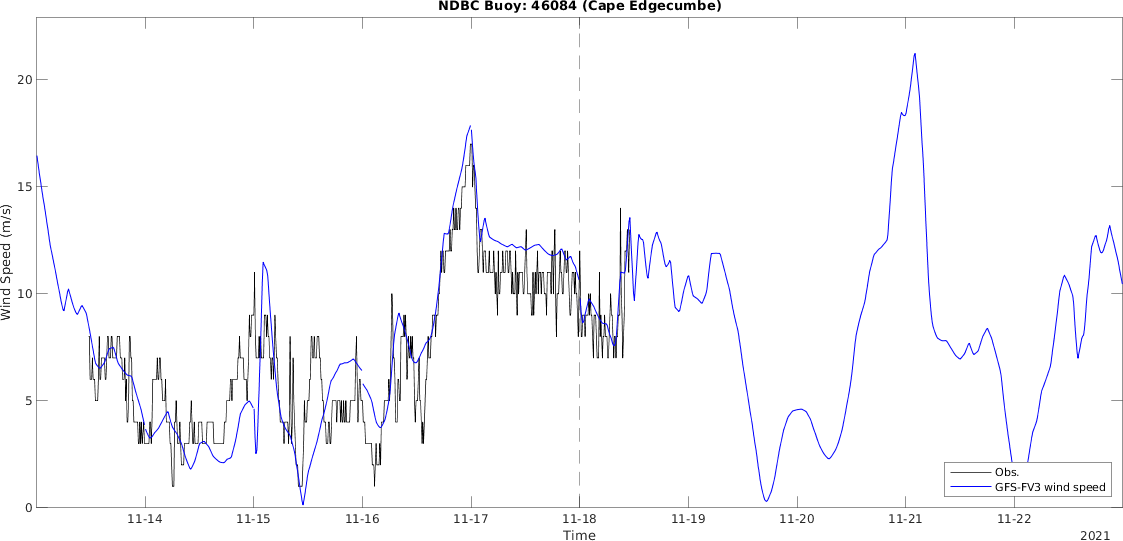 NDBC Buoy: 46084 (Cape Edgecumbe)
20
15
10
5
0
Wind Speed (m/s)
11-14 11-15 11-16 11-17 11-18 11-19 11-20 11-21 11-22
Time
2021
Obs.
GFS-FV3 wind speed